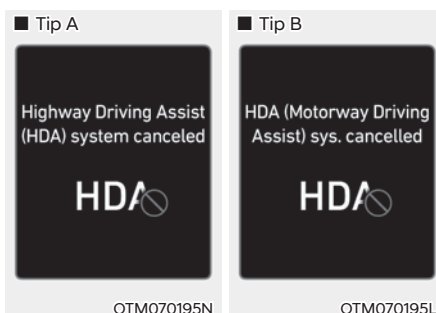 ■ Tip A
Highway Driving Assist
(HDA) system canceled
HDA
OTM070195N
■ Tip B
HDA (Motorway Driving
Assist) sys. cancelled
HDA
OTM070195L